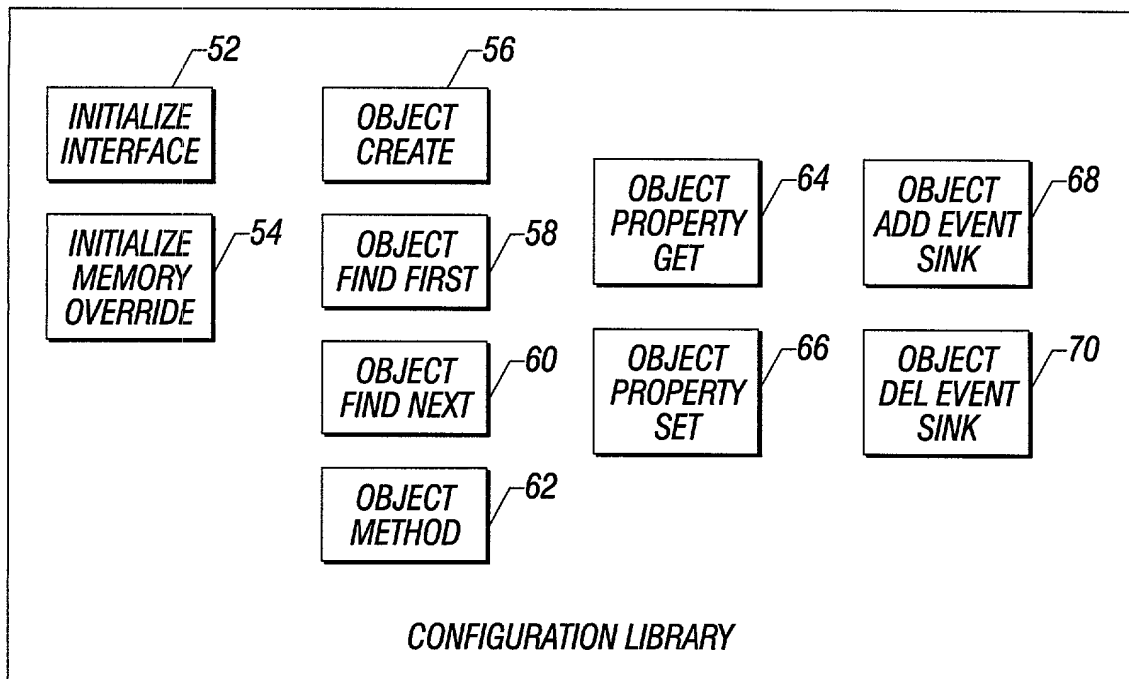 52
INITIALIZE
INTERFACE
54
INITIALIZE
MEMORY
OVERRIDE
56
OBJECT
CREATE
58
OBJECT
FIND FIRST
60
OBJECT
FIND NEXT
62
OBJECT
METHOD
64
OBJECT
PROPERTY
GET
66
OBJECT
PROPERTY
SET
68
OBJECT
ADD EVENT
SINK
70
OBJECT
DEL EVENT
SINK
CONFIGURATION LIBRARY